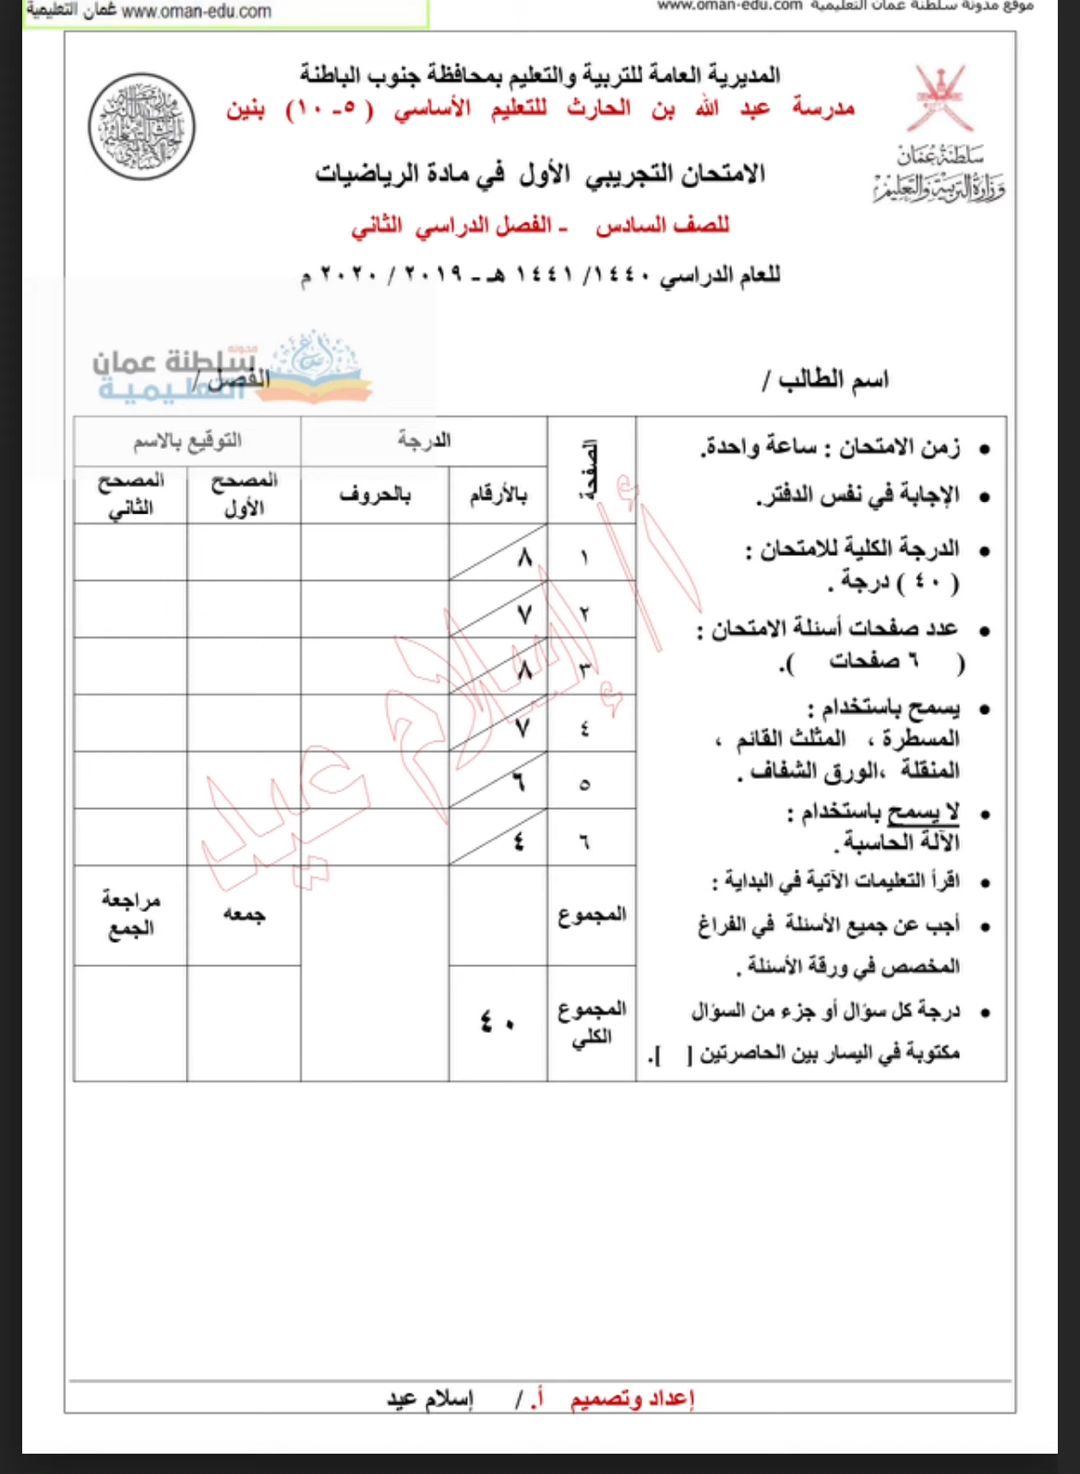 موقع مدونة سلطنة عمان التعليمية www.oman-edu.com
عُمان التعليمية www.oman-edu.com
سلطنة عُمان
وزارة التربية والتعليم
المديرية العامة للتربية والتعليم بمحافظة جنوب الباطنة
مدرسة عبد الله بن الحارث للتعليم الأساسي ( ٥- ١٠) بنين
الامتحان التجريبي الأول في مادة الرياضيات
للصف السادس - الفصل الدراسي الثاني
للعام الدراسي ١٤٤٠ /١٤٤١ هـ - ٢٠١٩ / ٢٠٢٠ م
مدونة
سلطنة عمان
التعليمية
اسم الطالب / الفصل /
• زمن الامتحان : ساعة واحدة.
• الإجابة في نفس الدفتر.
• الدرجة الكلية للامتحان :
( ٤٠ ) درجة .
• عدد صفحات أسئلة الامتحان :
( ٦ صفحات ).
• يسمح باستخدام :
المسطرة ، المثلث القائم ،
المنقلة ،الورق الشفاف .
• لا يسمح باستخدام :
الآلة الحاسبة .
• اقرأ التعليمات الآتية في البداية :
• أجب عن جميع الأسئلة في الفراغ
المخصص في ورقة الأسئلة .
• درجة كل سؤال أو جزء من السؤال
مكتوبة في اليسار بين الحاصرتين [ ].
الصفحة الدرجة التوقيع بالاسم
بالأرقام بالحروف المصحح الأول المصحح الثاني
١ ٨
٢ ٧
٣ ٨
٤ ٧
٥ ٦
٦ ٤
المجموع جمعه مراجعة الجمع
المجموع الكلي ٤٠
أ/ إسلام عيد
إعداد وتصميم أ. / إسلام عيد